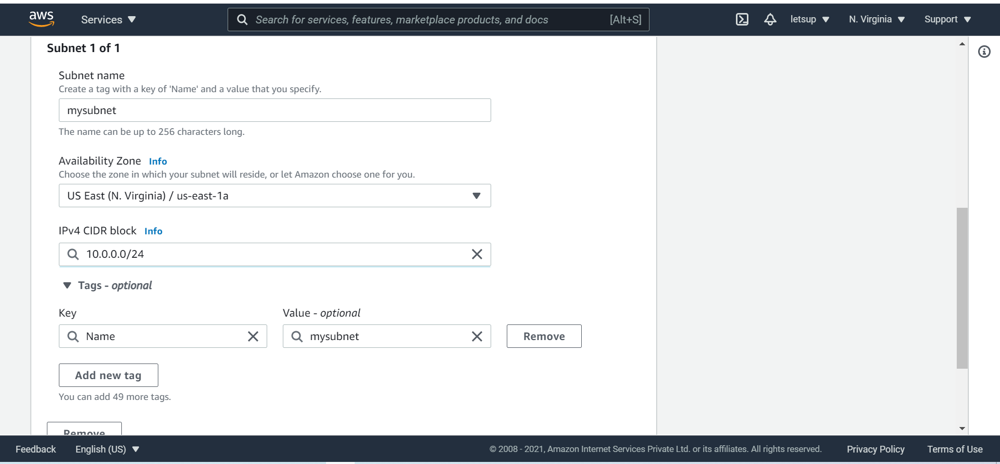 aws Services Search for services, features, marketplace products, and docs [Alt+S] letsup N. Virginia Support
Subnet 1 of 1
Subnet name
Create a tag with a key of 'Name' and a value that you specify.
mysubnet
The name can be up to 256 characters long.
Availability Zone Info
Choose the zone in which your subnet will reside, or let Amazon choose one for you.
US East (N. Virginia) / us-east-1a
IPv4 CIDR block Info
10.0.0.0/24
Tags - optional
Key Value - optional
Name mysubnet Remove
Add new tag
You can add 49 more tags.
Remove
Feedback English (US) © 2008 - 2021, Amazon Internet Services Private Ltd. or its affiliates. All rights reserved. Privacy Policy Terms of Use